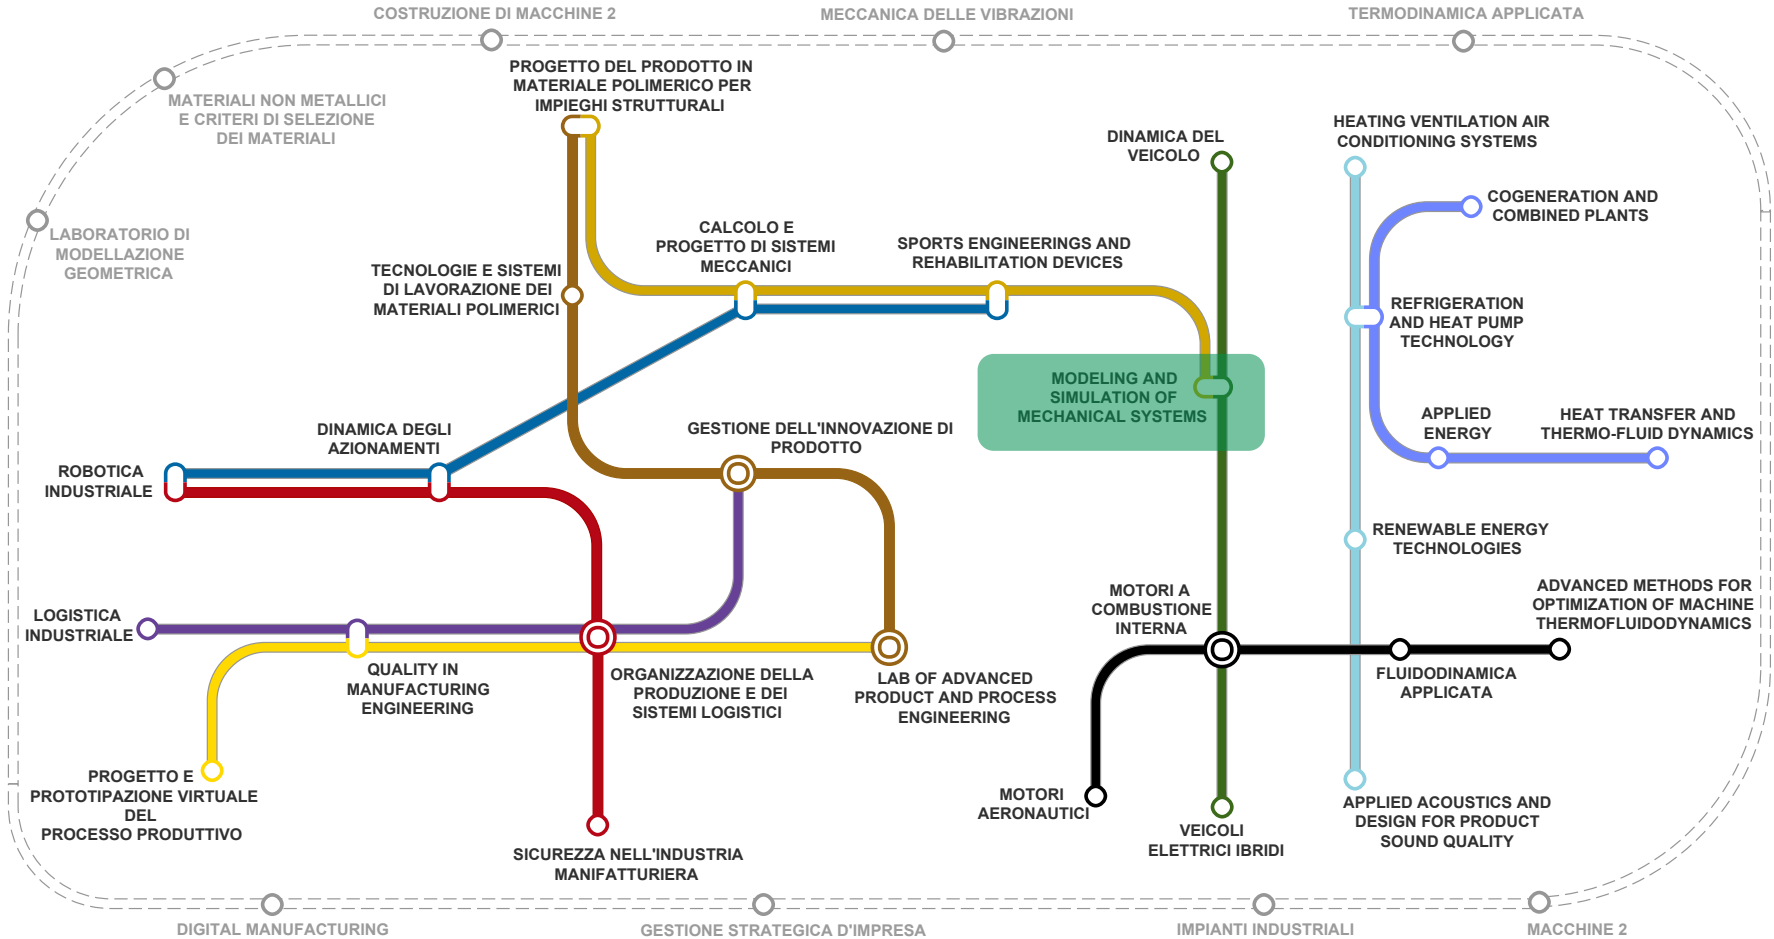 COSTRUZIONE DI MACCHINE 2
MECCANICA DELLE VIBRAZIONI
TERMODINAMICA APPLICATA
MATERIALI NON METALLICI
E CRITERI DI SELEZIONE
DEI MATERIALI
LABORATORIO DI
MODELLAZIONE
GEOMETRICA
PROGETTO DEL PRODOTTO IN
MATERIALE POLIMERICO PER
IMPIEGHI STRUTTURALI
DINAMICA DEL
VEICOLO
HEATING VENTILATION AIR
CONDITIONING SYSTEMS
COGENERATION AND
COMBINED PLANTS
CALCOLO E
PROGETTO DI SISTEMI
MECCANICI
SPORTS ENGINEERINGS AND
REHABILITATION DEVICES
TECNOLOGIE E SISTEMI
DI LAVORAZIONE DEI
MATERIALI POLIMERICI
REFRIGERATION
AND HEAT PUMP
TECHNOLOGY
MODELING AND
SIMULATION OF
MECHANICAL SYSTEMS
APPLIED
ENERGY
HEAT TRANSFER AND
THERMO-FLUID DYNAMICS
DINAMICA DEGLI
AZIONAMENTI
GESTIONE DELL'INNOVAZIONE DI
PRODOTTO
ROBOTICA
INDUSTRIALE
RENEWABLE ENERGY
TECHNOLOGIES
LOGISTICA
INDUSTRIALE
MOTORI A
COMBUSTIONE
INTERNA
ADVANCED METHODS FOR
OPTIMIZATION OF MACHINE
THERMOFLUIDODYNAMICS
QUALITY IN
MANUFACTURING
ENGINEERING
ORGANIZZAZIONE DELLA
PRODUZIONE E DEI
SISTEMI LOGISTICI
LAB OF ADVANCED
PRODUCT AND PROCESS
ENGINEERING
FLUIDODINAMICA
APPLICATA
PROGETTO E
PROTOTIPAZIONE VIRTUALE
DEL
PROCESSO PRODUTTIVO
MOTORI
AERONAUTICI
VEICOLI
ELETTRICI IBRIDI
APPLIED ACOUSTICS AND
DESIGN FOR PRODUCT
SOUND QUALITY
SICUREZZA NELL'INDUSTRIA
MANIFATTURIERA
DIGITAL MANUFACTURING
GESTIONE STRATEGICA D'IMPRESA
IMPIANTI INDUSTRIALI
MACCHINE 2